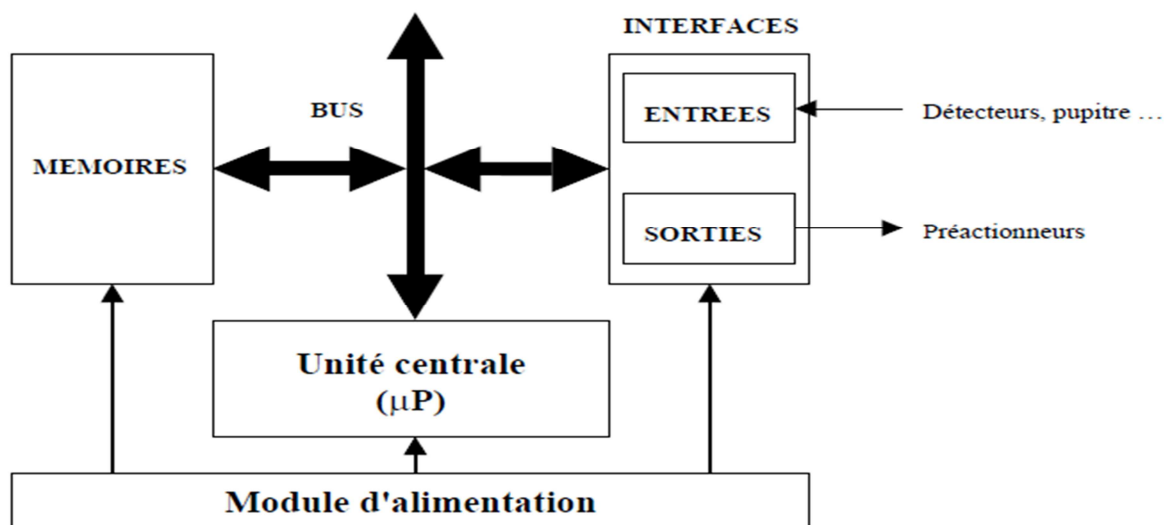 INTERFACES
BUS
MEMOIRES
ENTREES
Détecteurs, pupitre …
SORTIES
Préactionneurs
Unité centrale
(µP)
Module d'alimentation